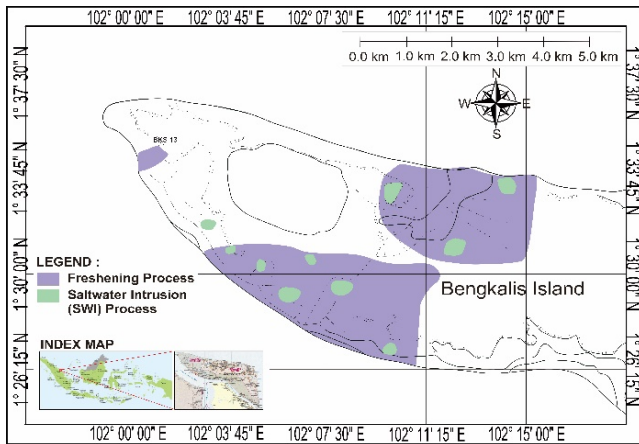 102° 00' 00" E 102° 03' 45" E 102° 07' 30" E 102° 11' 15" E 102° 15' 00" E
0.0 km 1.0 km 2.0 km 3.0 km 4.0 km 5.0 km
1° 37' 30" N 1° 37' 30" N
N
W E
S
BKS 13
1° 33' 45" N 1° 33' 45" N
LEGEND :
Freshening Process
Saltwater Intrusion
(SWI) Process
1° 30' 00" N 1° 30' 00" N
Bengkalis Island
INDEX MAP
1° 26' 15" N 1° 26' 15" N
102° 00' 00" E 102° 03' 45" E 102° 07' 30" E 102° 11' 15" E 102° 15' 00" E